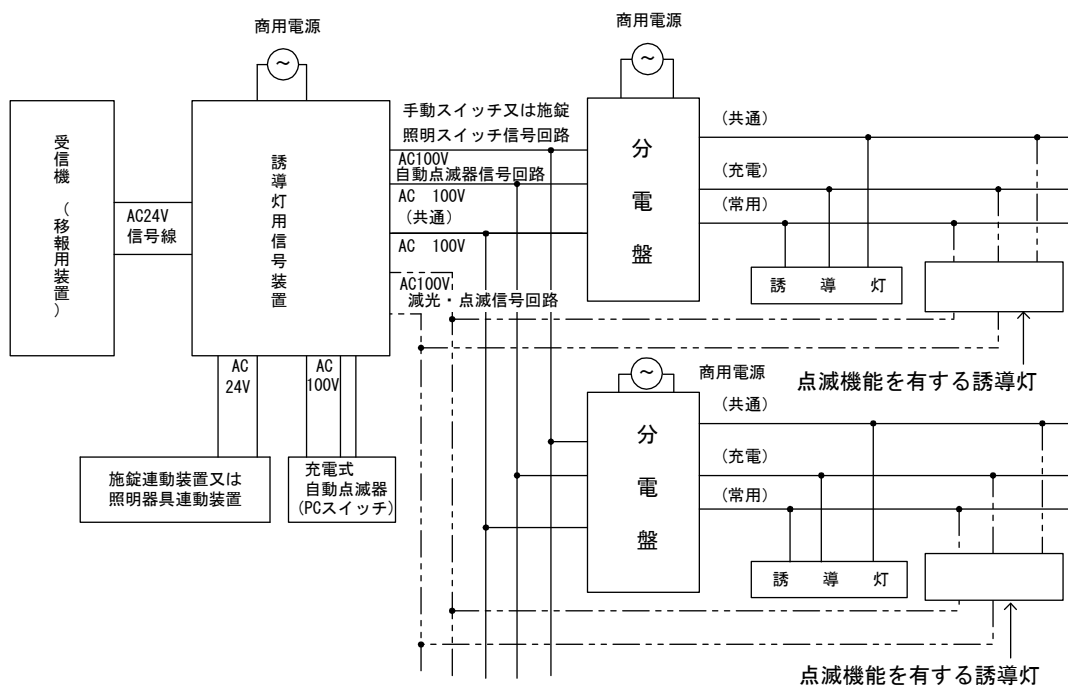 商用電源
商用電源
受信機（移報用装置）
AC24V
信号線
誘導灯用信号装置
手動スイッチ又は施錠
照明スイッチ信号回路
AC100V
自動点滅器信号回路
AC 100V
（共通）
AC 100V
AC100V
減光・点滅信号回路
分電盤
（共通）
（充電）
（常用）
誘導灯
点滅機能を有する誘導灯
AC
24V
AC
100V
施錠連動装置又は
照明器具連動装置
充電式
自動点滅器
(PCスイッチ)
商用電源
分電盤
（共通）
（充電）
（常用）
誘導灯
点滅機能を有する誘導灯